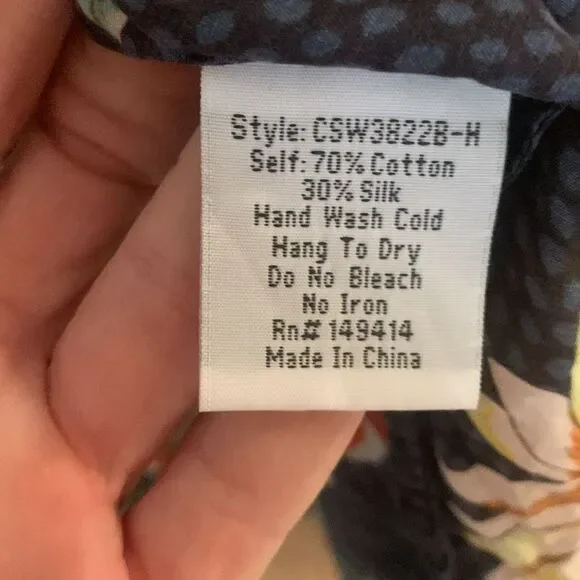 Style: CSW3822B-H
Self: 70% Cotton
30% Silk
Hand Wash Cold
Hang To Dry
Do No Bleach
No Iron
Rn# 149414
Made In China